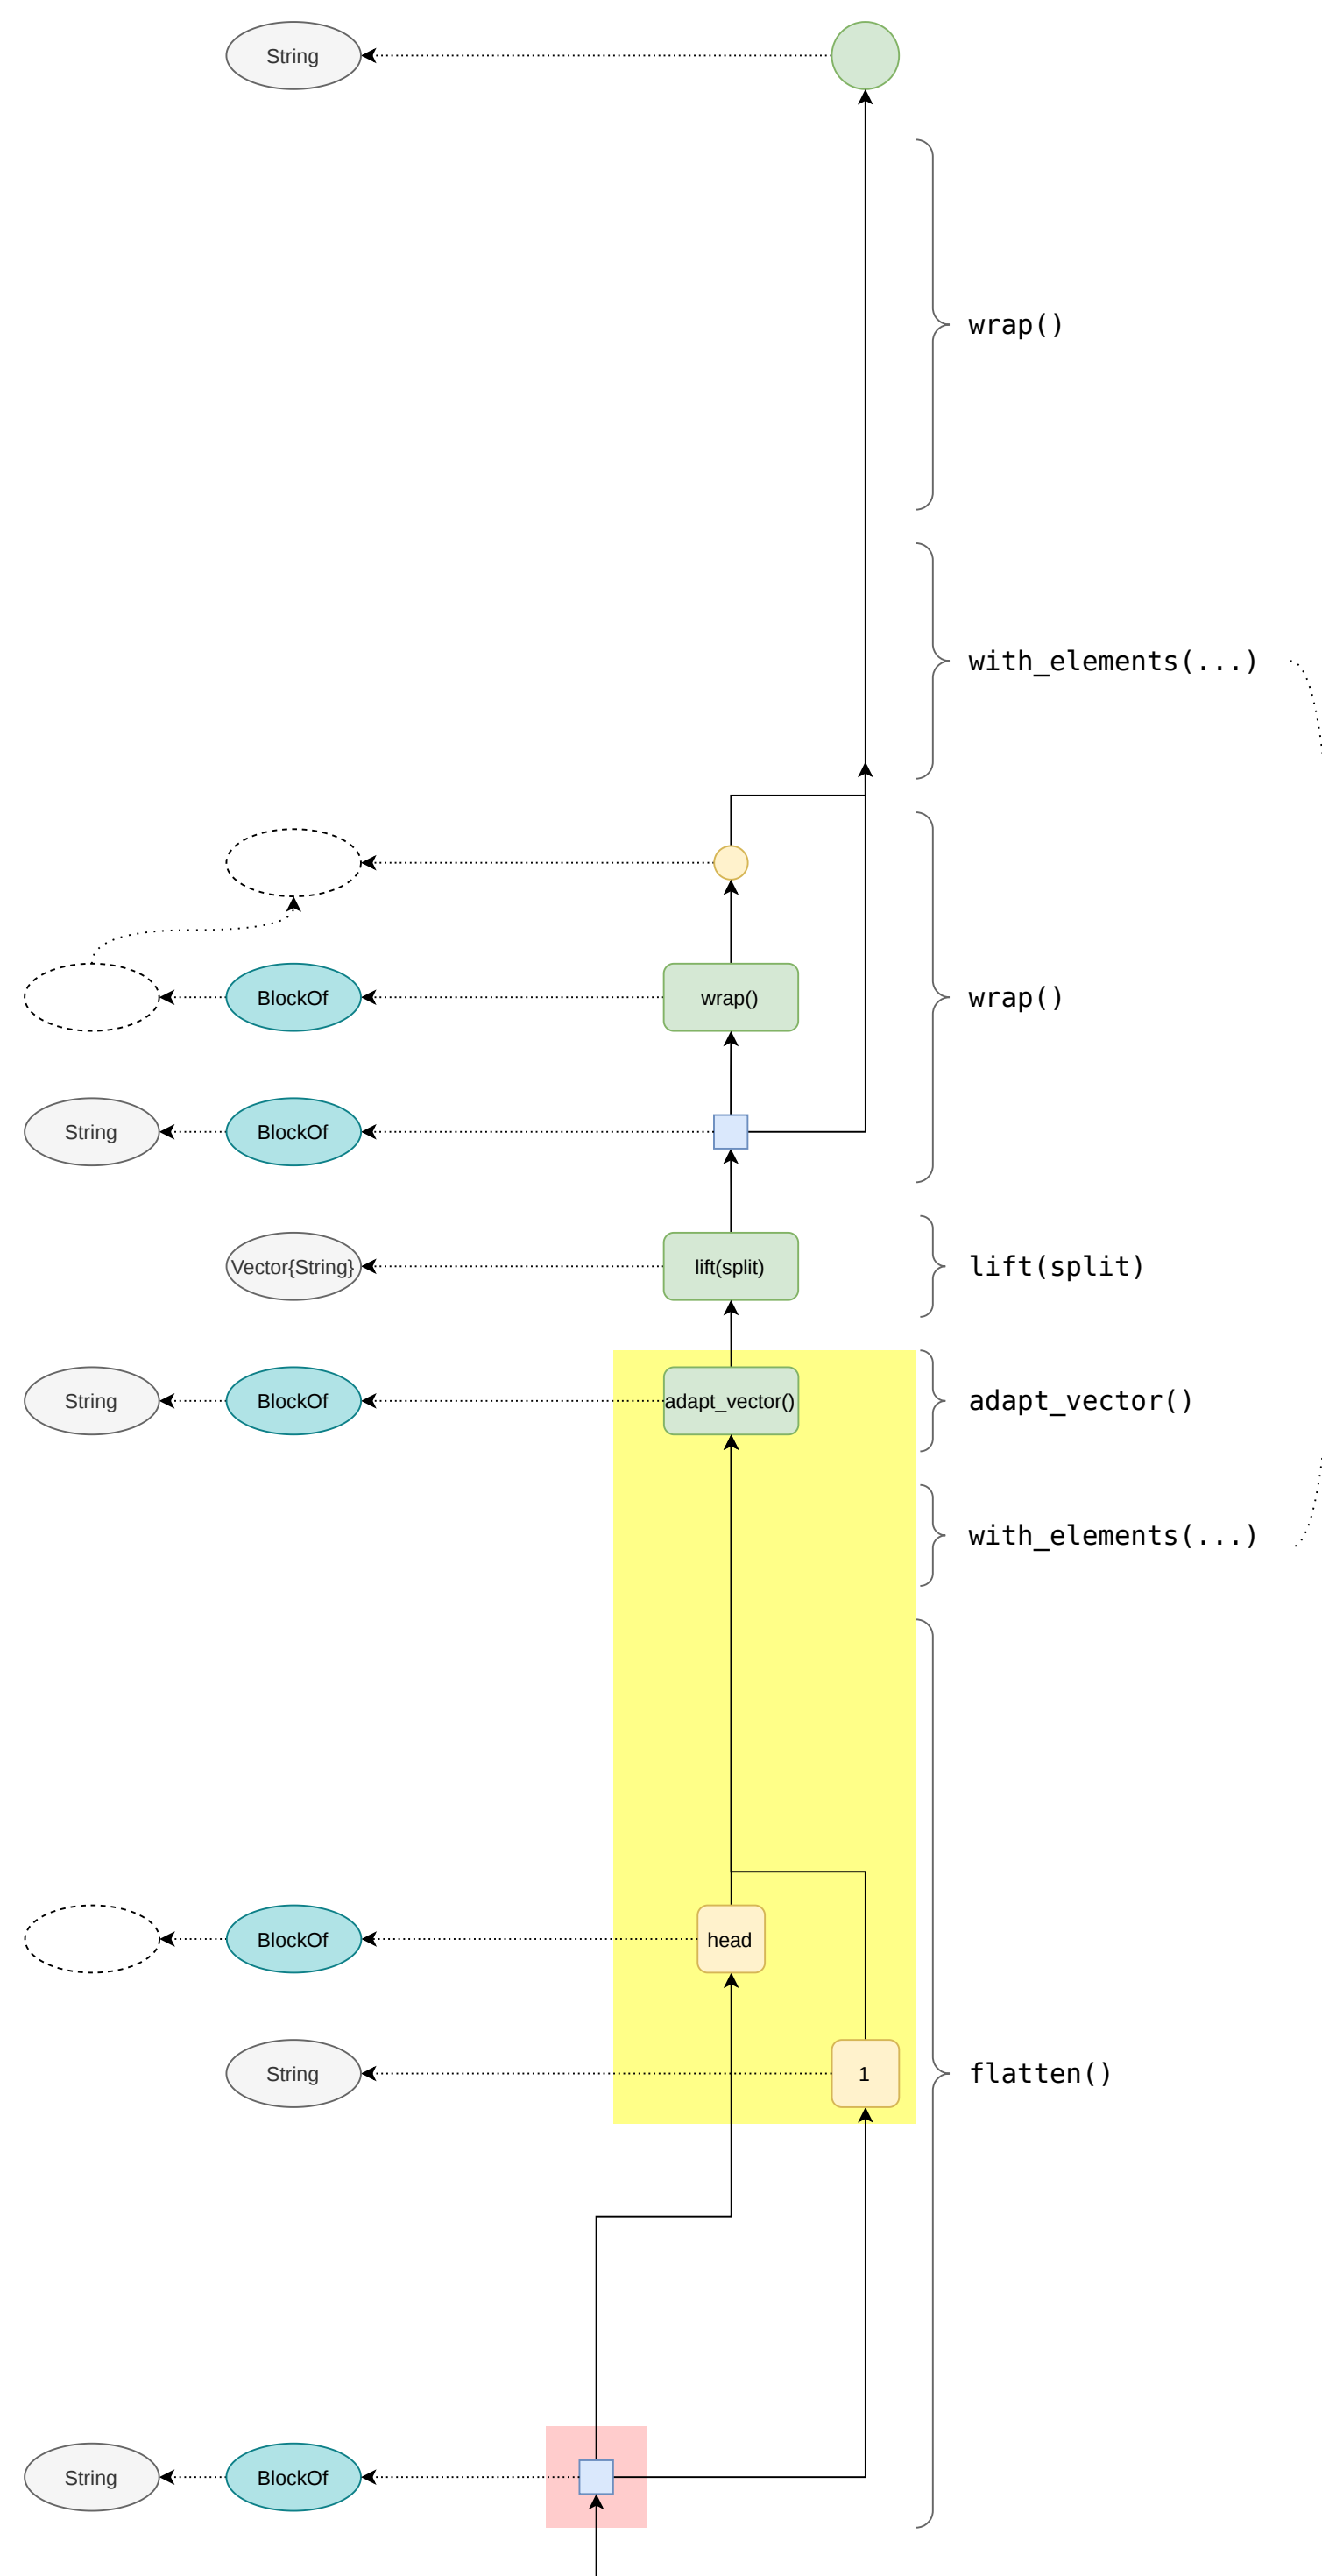 String
wrap()
with_elements(...)
BlockOf
wrap()
wrap()
String
BlockOf
Vector{String}
lift(split)
lift(split)
String
BlockOf
adapt_vector()
adapt_vector()
with_elements(...)
BlockOf
head
String
1
flatten()
String
BlockOf